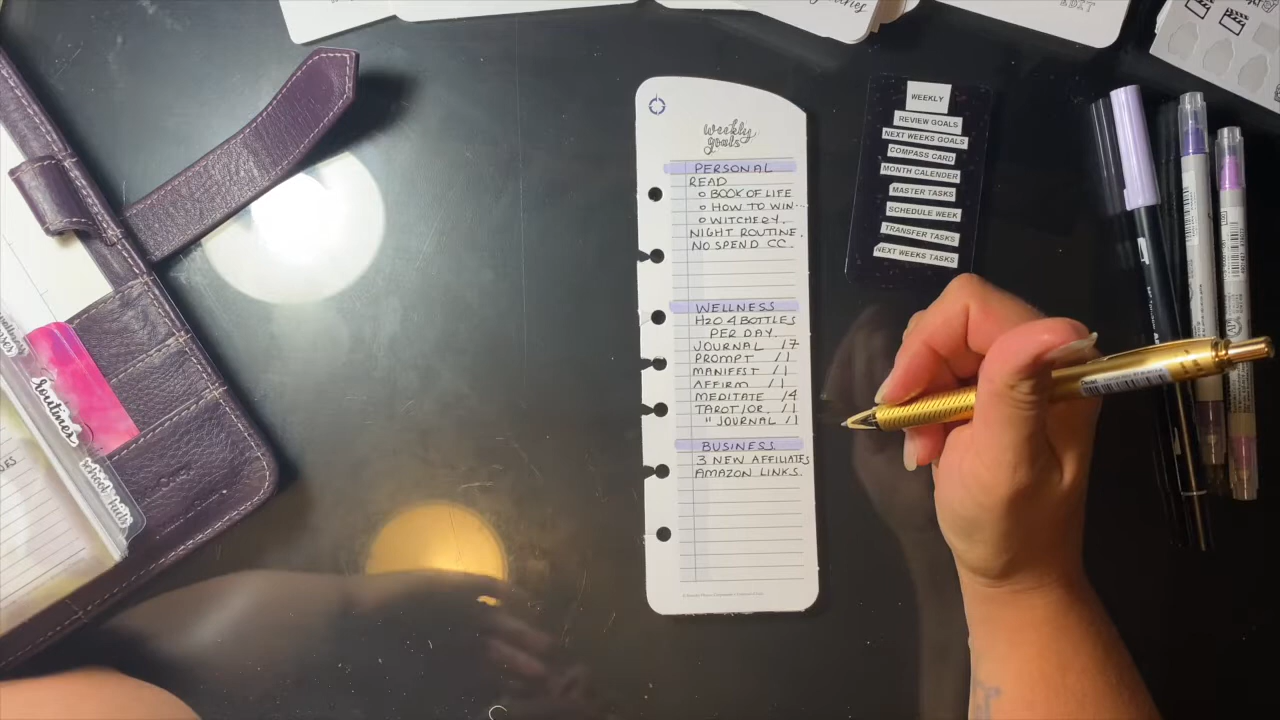 EDIT
weekly
goals
PERSONAL
READ
o BOOK OF LIFE
o HOW TO WIN...
o WITCHERY.
NIGHT ROUTINE.
NO SPEND CC.
WELLNESS
H2O 4 BOTTLES
PER DAY.
JOURNAL /7
PROMPT /1
MANIFEST /1
AFFIRM /1
MEDITATE /4
TAROT/OR. /1
" JOURNAL /1
BUSINESS.
3 NEW AFFILIATES
AMAZON LINKS.
WEEKLY
REVIEW GOALS
NEXT WEEKS GOALS
COMPASS CARD
MONTH CALENDER
MASTER TASKS
SCHEDULE WEEK
TRANSFER TASKS
NEXT WEEKS TASKS
routines
Pentel